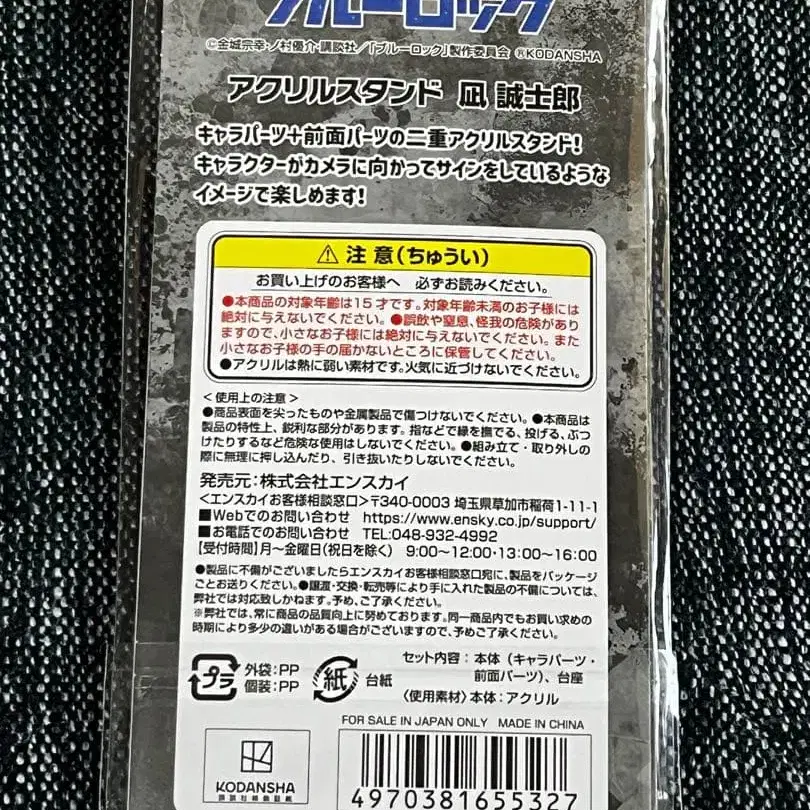 ブルーロック
©金城宗幸・ノ村優介・講談社／「ブルーロック」製作委員会 ⓇKODANSHA
アクリルスタンド 凪 誠士郎
キャラパーツ+前面パーツの二重アクリルスタンド!
キャラクターがカメラに向かってサインをしているような
イメージで楽しめます!
⚠ 注 意(ちゅうい)
お買い上げのお客様へ 必ずお読みください。
●本商品の対象年齢は15才です。対象年齢未満のお子様には
絶対に与えないでください。●誤飲や窒息、怪我の危険があり
ますので、小さなお子様には絶対に与えないでください。また
小さなお子様の手の届かないところに保管してください。
●アクリルは熱に弱い素材です。火気に近づけないでください。
＜使用上の注意＞
●商品表面を尖ったものや金属製品で傷つけないでください。●本商品は
製品の特性上、鋭利な部分があります。指などで縁を撫でる、投げる、ぶつ
けたりするなど危険な使用はしないでください。●組み立て・取り外しの
際に無理に押し込んだり、引き抜いたりしないでください。
発売元：株式会社エンスカイ
＜エンスカイお客様相談窓口＞〒340-0003 埼玉県草加市稲荷1-11-1
■Webでのお問い合わせ https://www.ensky.co.jp/support/
■お電話でのお問い合わせ TEL:048-932-4992
【受付時間】月〜金曜日(祝日を除く) 9:00〜12:00・13:00〜16:00
●製品に不備がございましたらエンスカイお客様相談窓口宛に、製品をパッケージ
ごとお送りください。●譲渡・交換・転売等により手に入れた製品の不備については、
弊社では対応致しかねます。予め、ご了承ください。
※弊社では、常に商品の品質向上に努めております。同一商品内でもお買い求めの
時期により多少の違いがある場合がございますので、予めご了承ください。
プラ 外袋：PP
個装：PP
紙 台紙
セット内容：本体（キャラパーツ・
前面パーツ）、台座
〈使用素材〉本体：アクリル
FOR SALE IN JAPAN ONLY MADE IN CHINA
KODANSHA
4970381655327